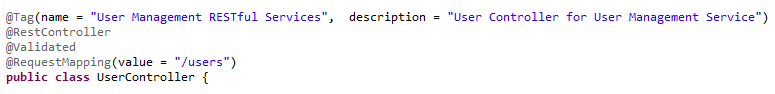 @Tag(name = "User Management RESTful Services",  description = "User Controller for User Management Service")
@RestController
@Validated
@RequestMapping(value = "/users")
public class UserController {